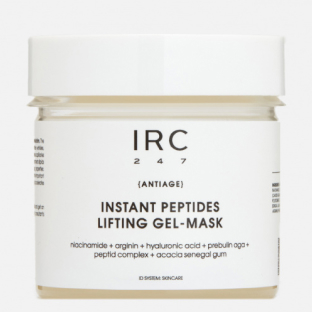 IRC
247
{ANTIAGE}
INSTANT PEPTIDES
LIFTING GEL-MASK
niacinamide + arginin + hyaluronic acid + prebulin aga +
peptid complex + acacia senegal gum
ID SYSTEM: SKINCARE